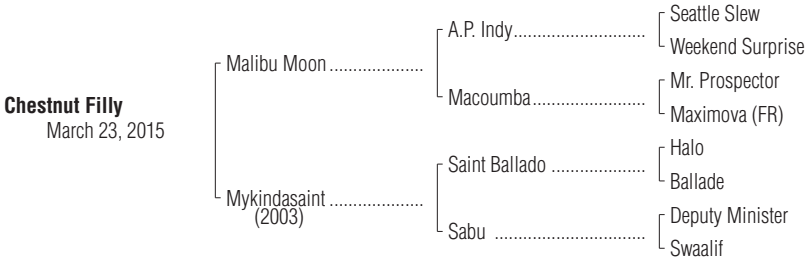 Seattle Slew
A.P. Indy..............................
Weekend Surprise
Malibu Moon .....................
Mr. Prospector
Macoumba..........................
Maximova (FR)
Chestnut Filly
March 23, 2015
Halo
Saint Ballado .....................
Ballade
Mykindasaint .....................
(2003)
Deputy Minister
Sabu ..................................
Swaalif